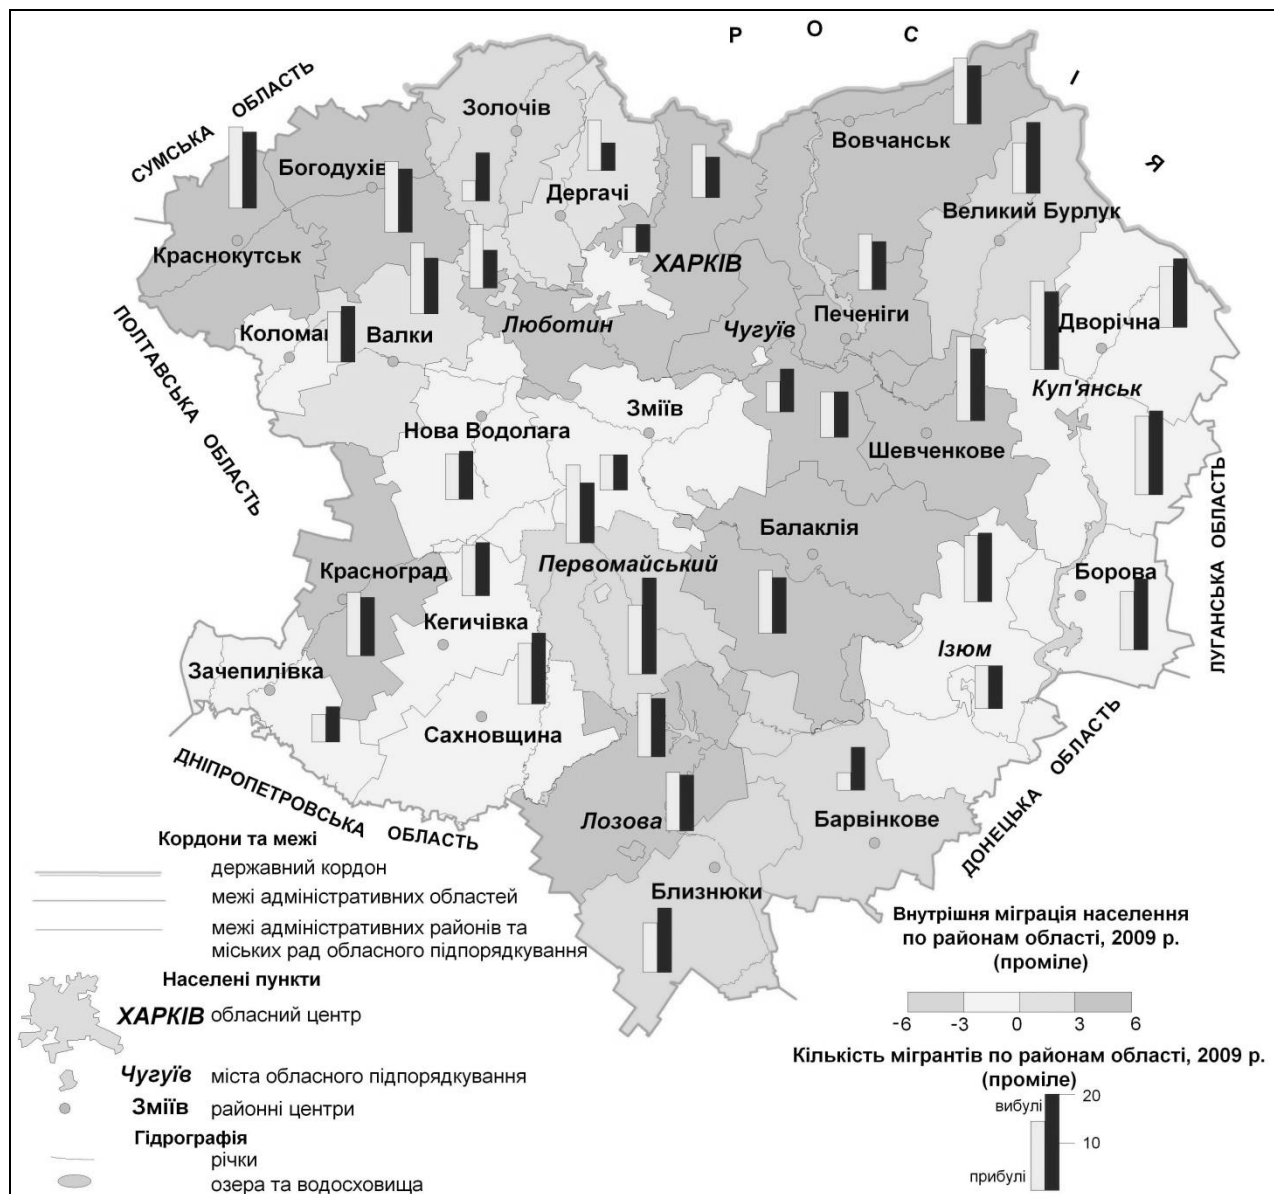 Р О С І Я
СУМСЬКА ОБЛАСТЬ
Золочів
Вовчанськ
Богодухів
Дергачі
Великий Бурлук
Краснокутськ
ХАРКІВ
ПОЛТАВСЬКА ОБЛАСТЬ
Люботин
Чугуїв
Печеніги
Дворічна
Валки
Куп'янськ
Зміїв
Нова Водолага
Шевченкове
ЛУГАНСЬКА ОБЛАСТЬ
Балаклія
Первомайський
Красноград
Борова
Кегичівка
Ізюм
Зачепилівка
Сахновщина
ДНІПРОПЕТРОВСЬКА ОБЛАСТЬ
ДОНЕЦЬКА ОБЛАСТЬ
Лозова
Барвінкове
Близнюки
Кордони та межі
державний кордон
межі адміністративних областей
межі адміністративних районів та
міських рад обласного підпорядкування
Населені пункти
ХАРКІВ обласний центр
Чугуїв міста обласного підпорядкування
Зміїв районні центри
Гідрографія
річки
озера та водосховища
Внутрішня міграція населення
по районам області, 2009 р.
(проміле)
-6 -3 0 3 6
Кількість мігрантів по районам області, 2009 р.
(проміле)
вибулі 20
10
прибулі